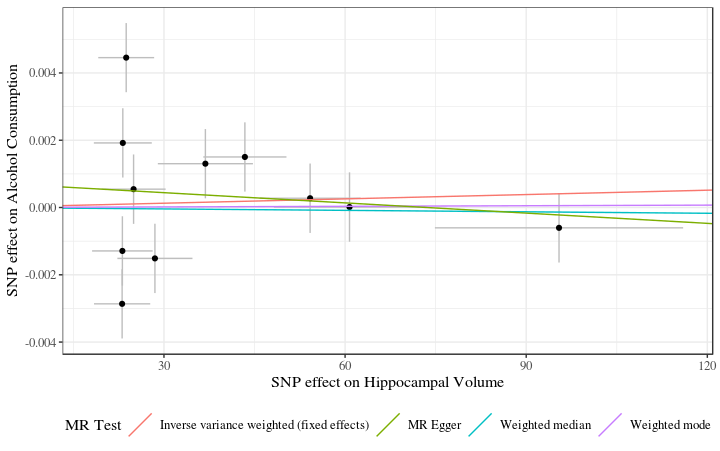 SNP effect on Alcohol Consumption
0.004
0.002
0.000
-0.002
-0.004
30 60 90 120
SNP effect on Hippocampal Volume
MR Test Inverse variance weighted (fixed effects) MR Egger Weighted median Weighted mode